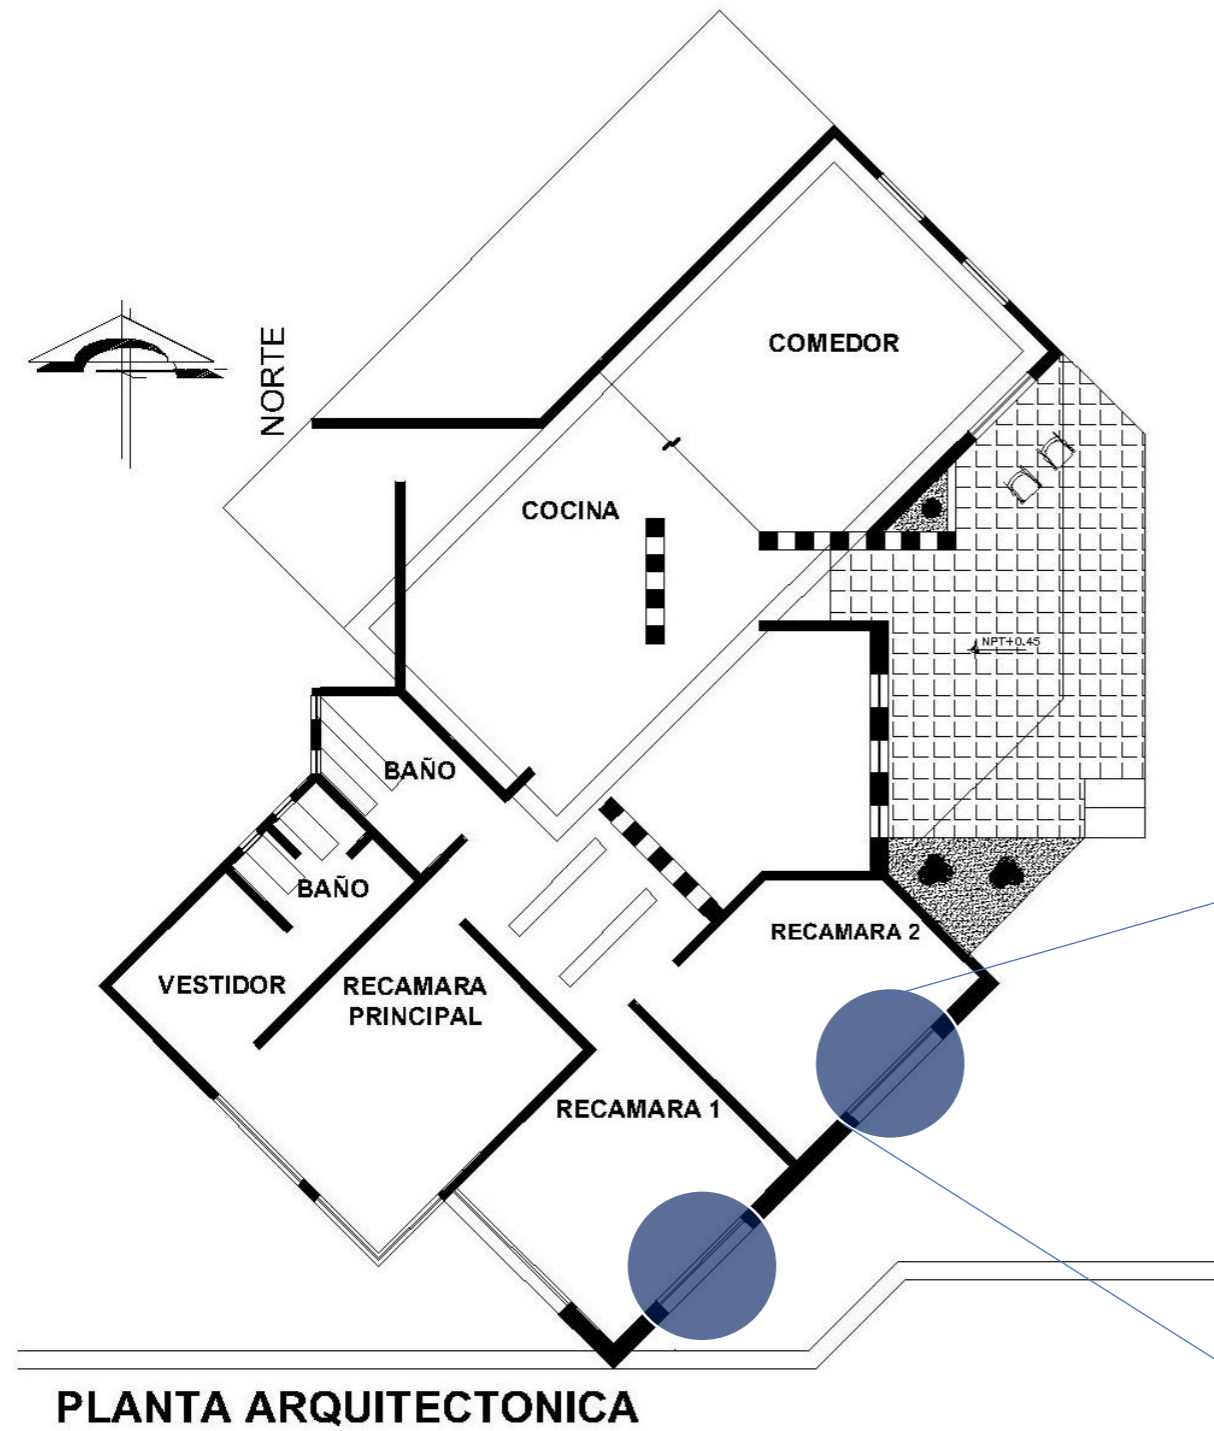 COMEDOR
NORTE
COCINA
NPT+0.45
BAÑO
BAÑO
RECAMARA 2
VESTIDOR
RECAMARA
PRINCIPAL
RECAMARA 1
PLANTA ARQUITECTONICA